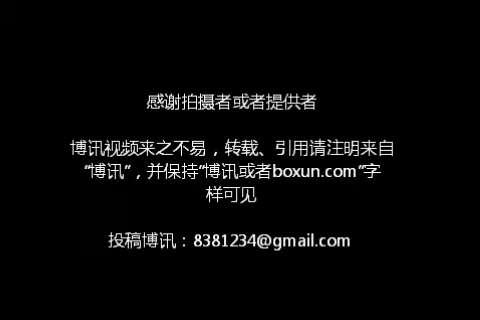 感谢拍摄者或者提供者
博讯视频来之不易，转载、引用请注明来自
“博讯”，并保持“博讯或者boxun.com”字
样可见
投稿博讯：8381234@gmail.com